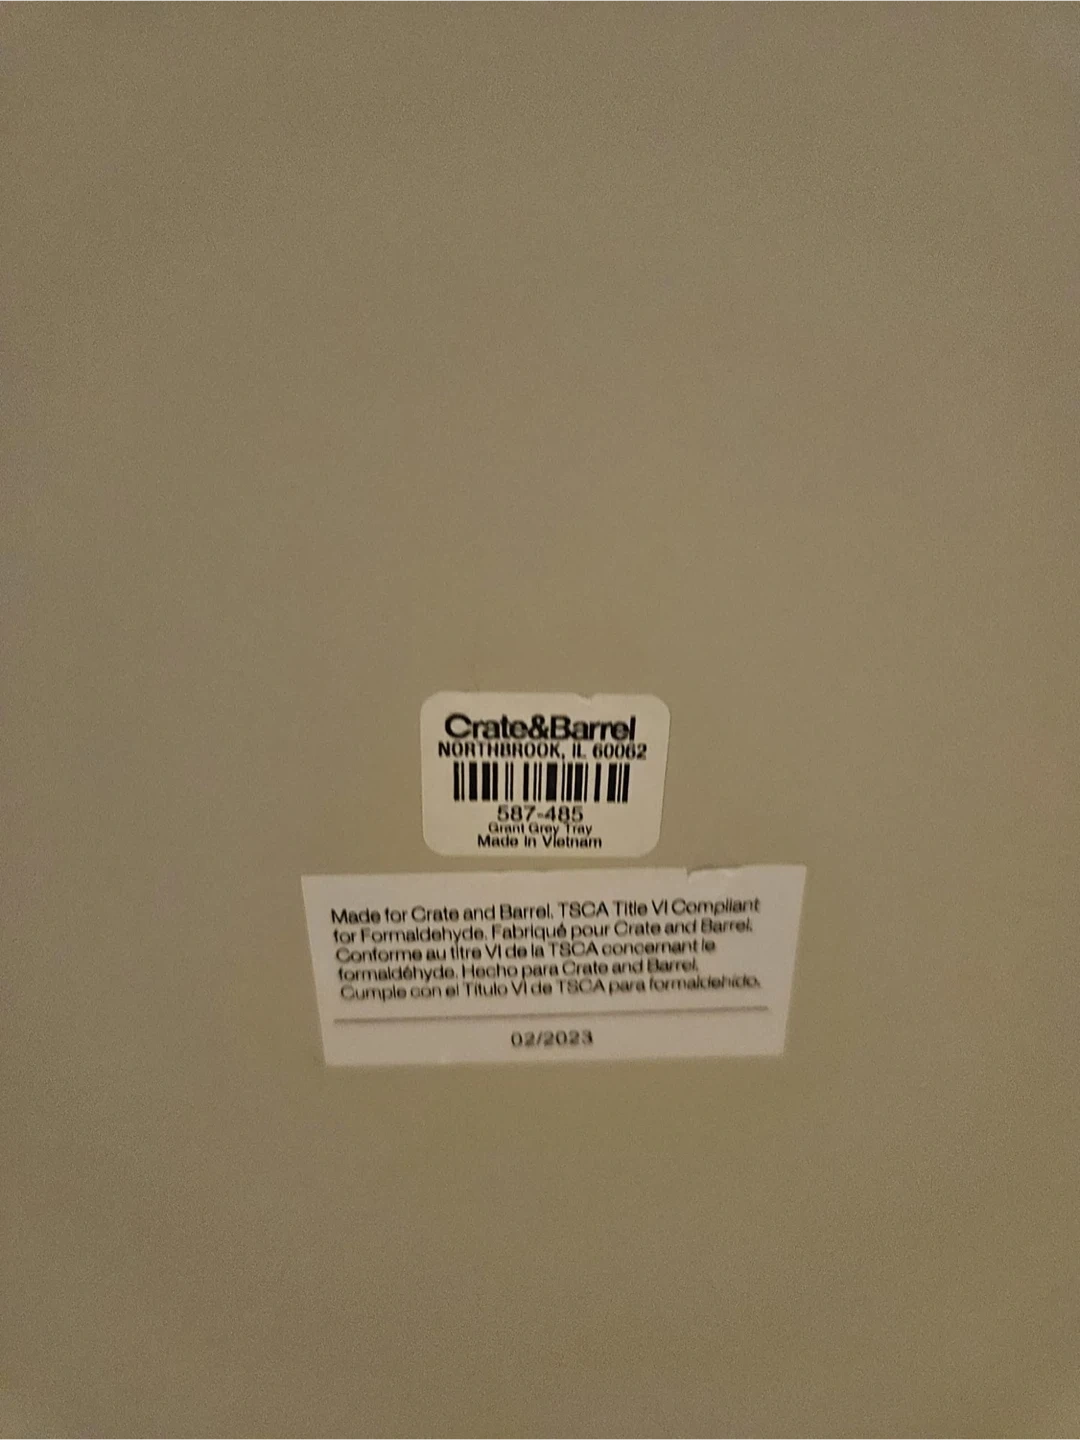 Crate&Barrel
NORTHBROOK, IL 60062
587-485
Grant Grey Tray
Made in Vietnam
Made for Crate and Barrel. TSCA Title VI Compliant
for Formaldehyde. Fabriqué pour Crate and Barrel.
Conforme au titre VI de la TSCA concernant le
formaldéhyde. Hecho para Crate and Barrel.
Cumple con el Título VI de TSCA para formaldehído.
02/2023